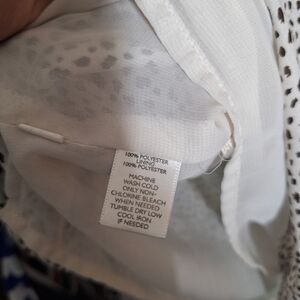 100% POLYESTER
LINING
100% POLYESTER
MACHINE
WASH COLD
ONLY NON-
CHLORINE BLEACH
WHEN NEEDED
TUMBLE DRY LOW
COOL IRON
IF NEEDED